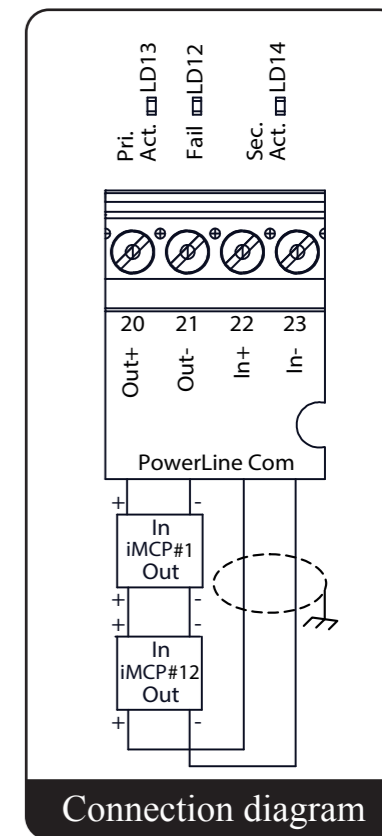 Pri.
Act. LD13
Fail LD12
Sec.
Act. LD14
20 21 22 23
Out+ Out- In+ In-
PowerLine Com
+ -
In
iMCP#1
Out
+ -
+ -
In
iMCP#12
Out
+ -
Connection diagram